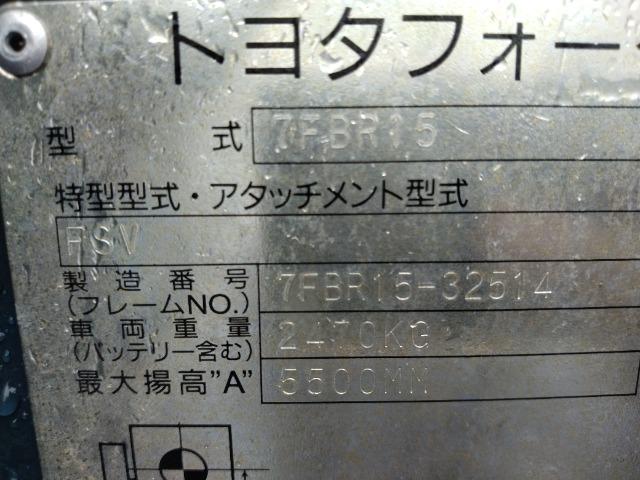 トヨタフォー
型 式 7FBR15
特型型式・アタッチメント型式
FSV
製造番号 7FBR15-32514
(フレームNO.)
車両重量 2470KG
(バッテリー含む)
最大揚高"A" 5500MM